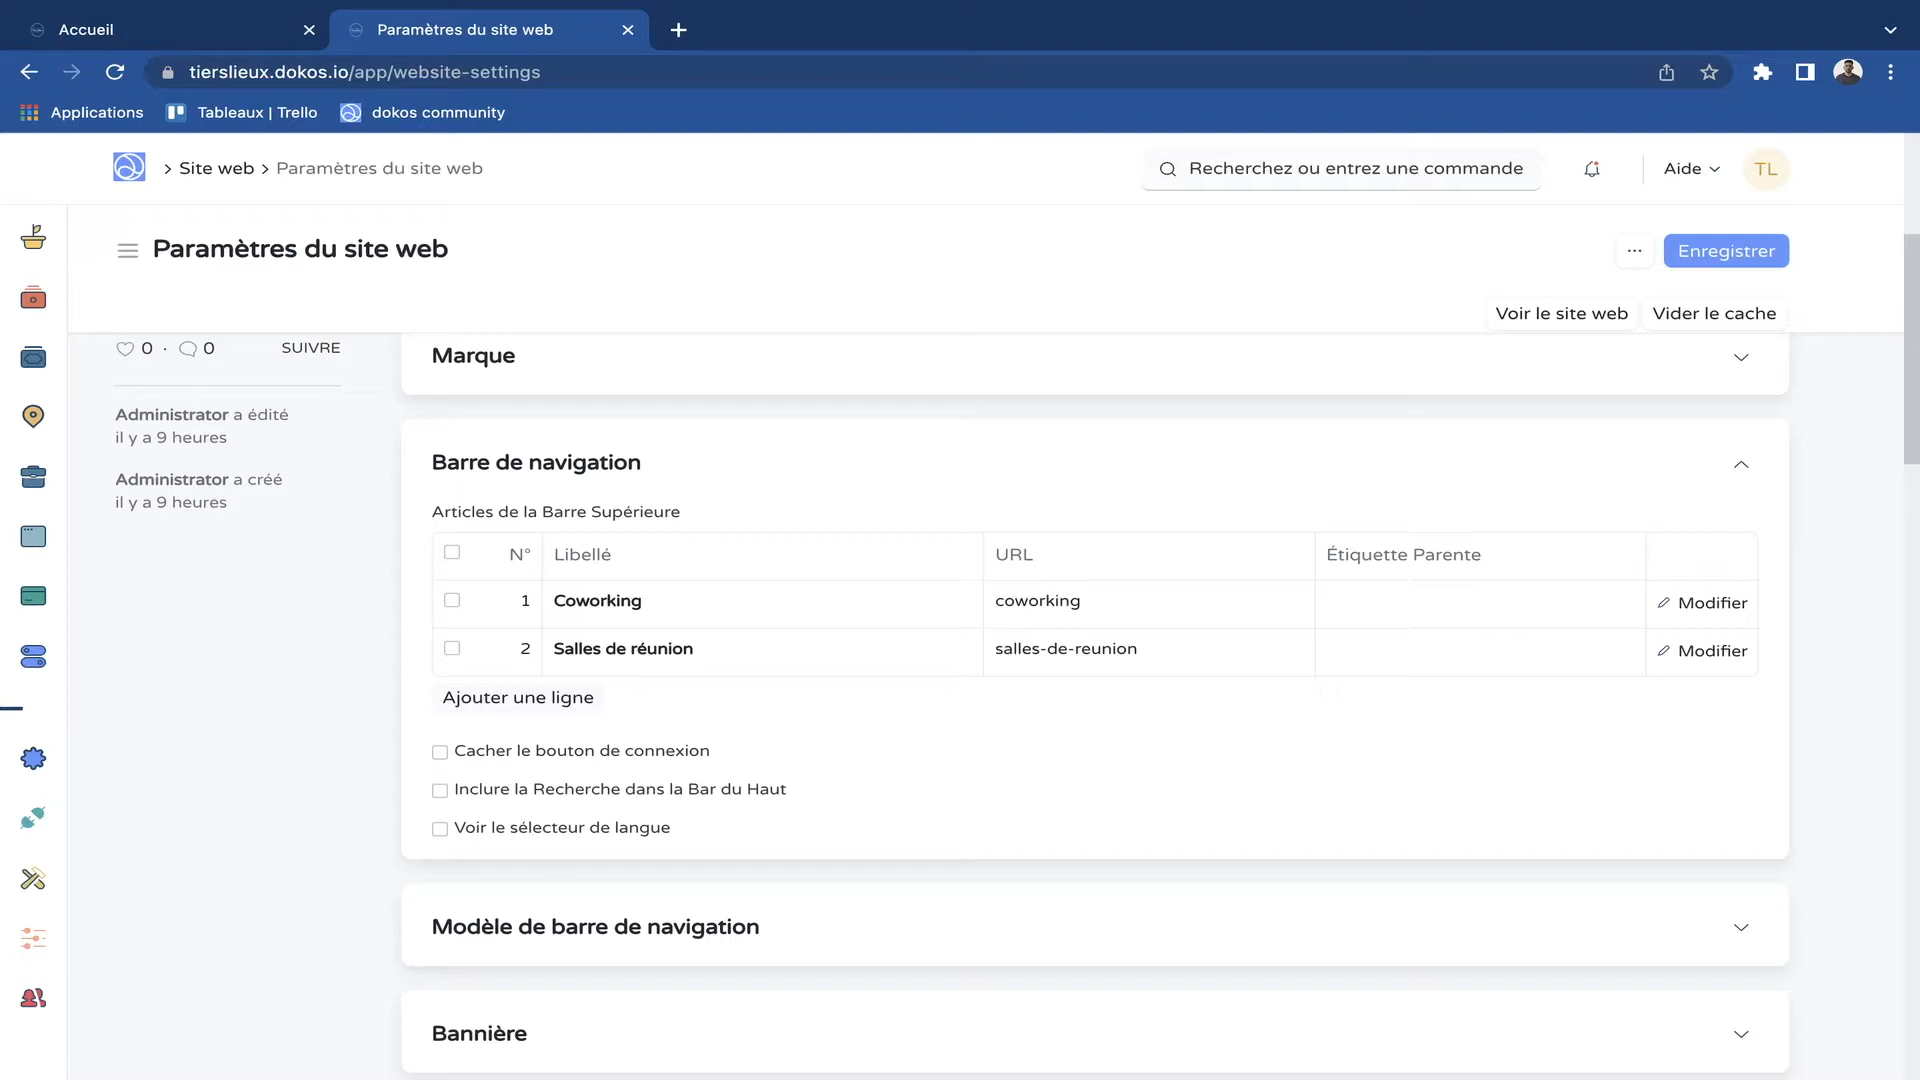 Accueil
Paramètres du site web
tierslieux.dokos.io/app/website-settings
Applications
Tableaux | Trello
dokos community
Site web
Paramètres du site web
Recherchez ou entrez une commande
Aide
TL
Paramètres du site web
...
Enregistrer
Voir le site web
Vider le cache
0 · 0
SUIVRE
Administrator a édité
il y a 9 heures
Administrator a créé
il y a 9 heures
Marque
Barre de navigation
Articles de la Barre Supérieure
N° Libellé URL Étiquette Parente
1 Coworking coworking Modifier
2 Salles de réunion salles-de-reunion Modifier
Ajouter une ligne
Cacher le bouton de connexion
Inclure la Recherche dans la Bar du Haut
Voir le sélecteur de langue
Modèle de barre de navigation
Bannière